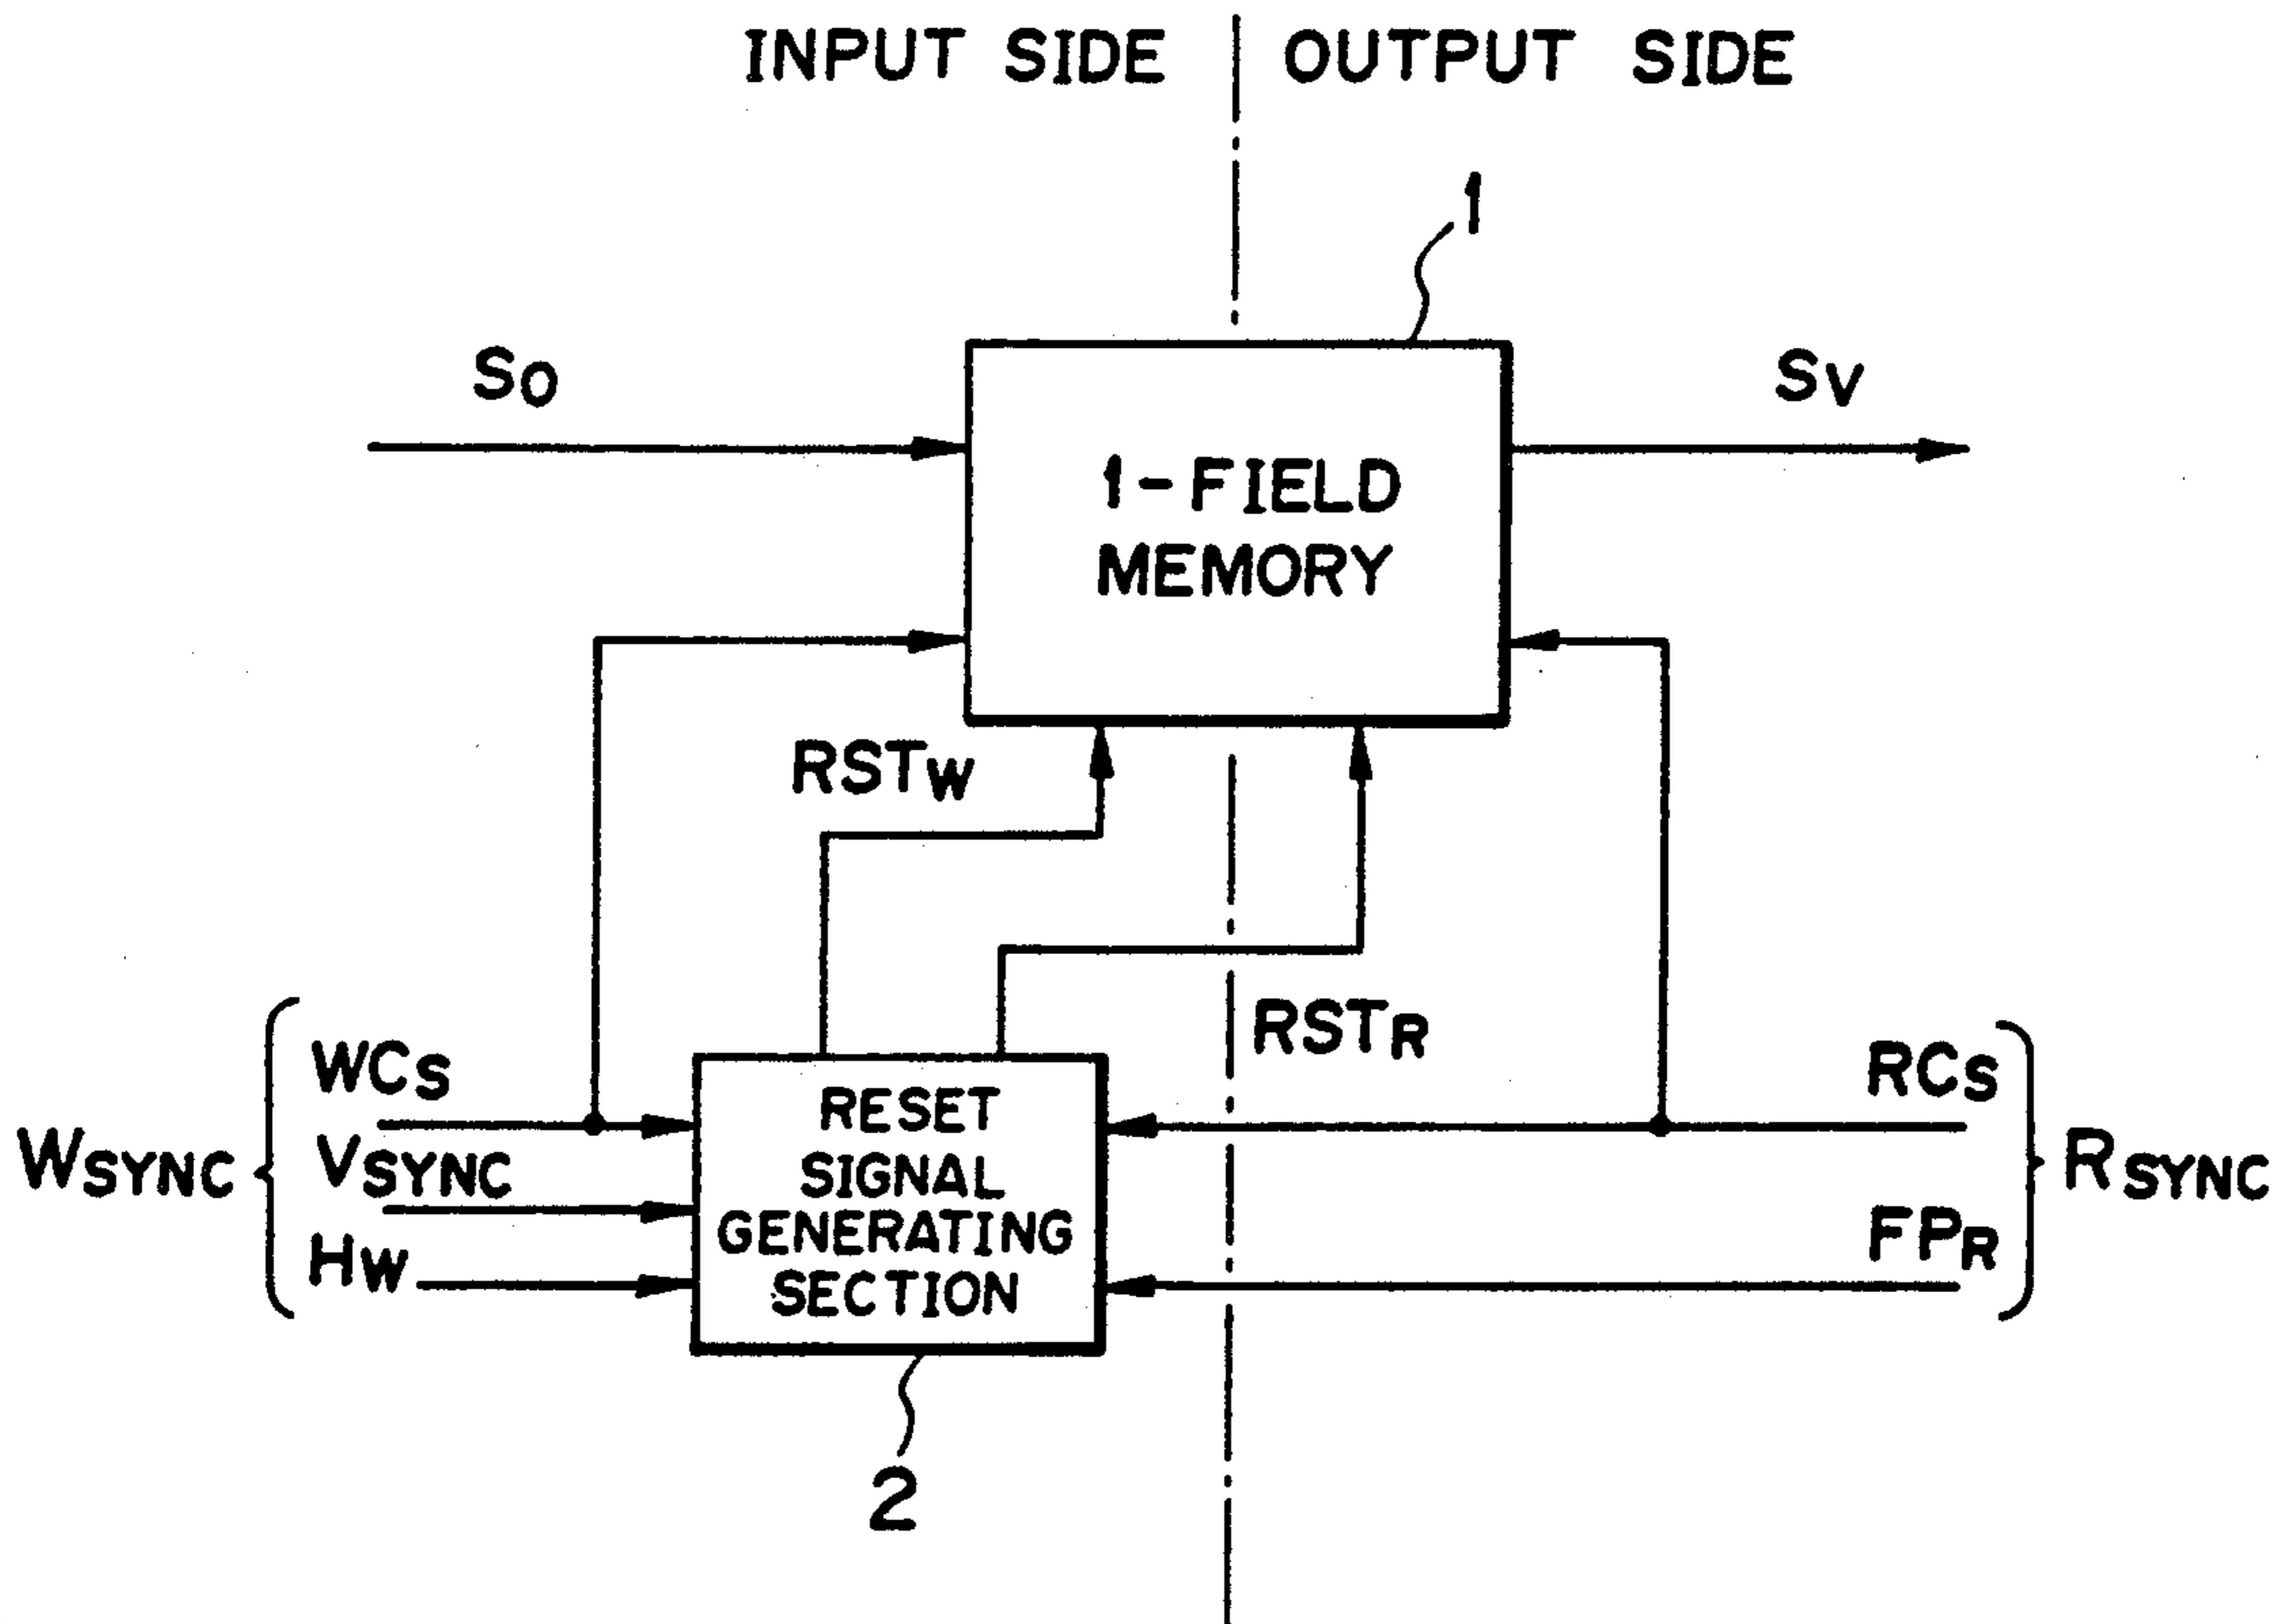 INPUT SIDE
OUTPUT SIDE
1
SO
SV
1-FIELD
MEMORY
RSTW
RSTR
WCS
VSYNC
HW
WSYNC
RESET
SIGNAL
GENERATING
SECTION
RCS
FPR
RSYNC
2